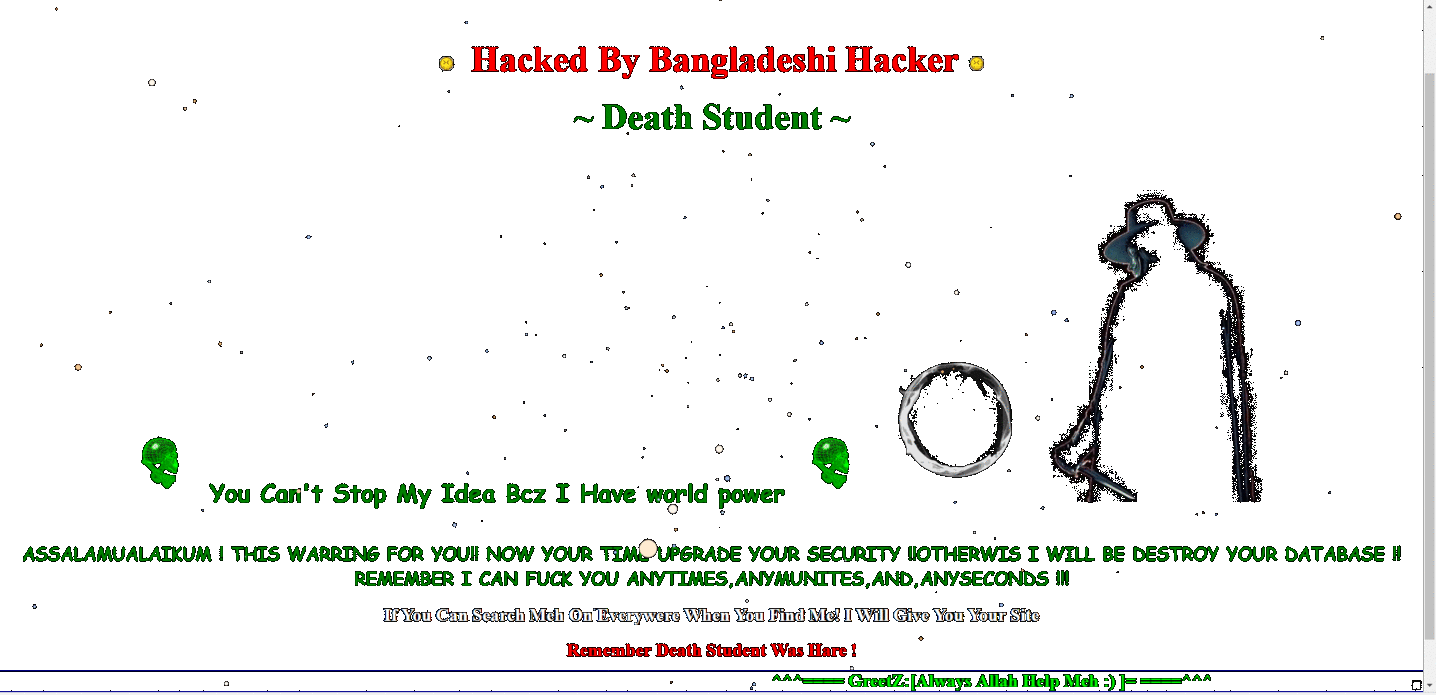 Hacked By Bangladeshi Hacker
~ Death Student ~
You Can't Stop My Idea Bcz I Have world power
ASSALAMUALAIKUM ! THIS WARRING FOR YOU!! NOW YOUR TIME UPGRADE YOUR SECURITY !!OTHERWIS I WILL BE DESTROY YOUR DATABASE !!
REMEMBER I CAN FUCK YOU ANYTIMES,ANYMUNITES,AND,ANYSECONDS !!!
If You Can Search Meh On Everywere When You Find Me! I Will Give You Your Site
Remember Death Student Was Hare !
^^^==== GreetZ:[Always Allah Help Meh :) ]= ====^^^